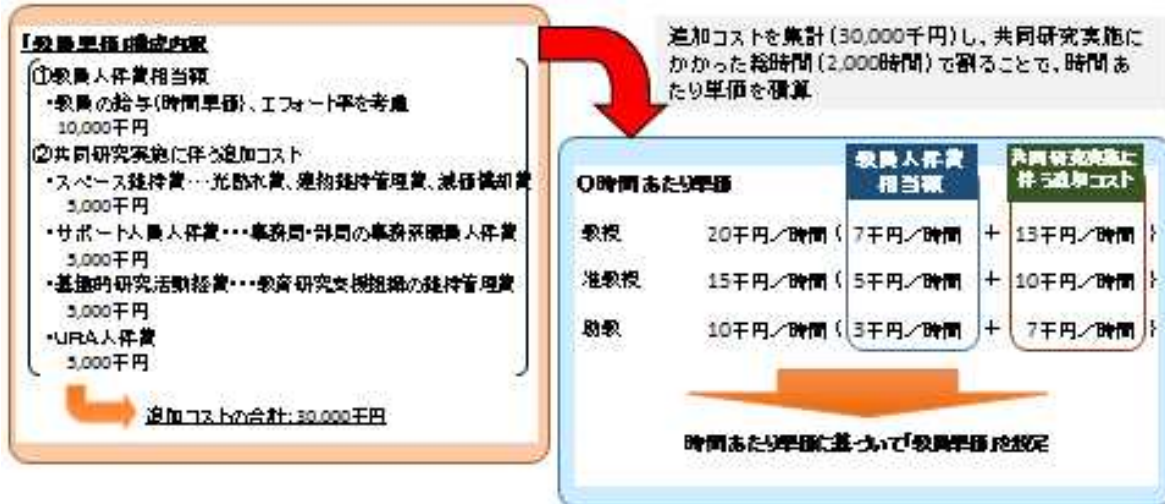 「教員単価」構成内訳
①教員人件費相当額
・教員の給与(時間単価)、エフォート率を考慮
10,000千円
②共同研究実施に伴う追加コスト
・スペース維持費…光熱水費、建物維持管理費、減価償却費
5,000千円
・サポート人員人件費・・・事務局・部局の事務系職員人件費
5,000千円
・基盤的研究活動経費・・・教育研究支援組織の維持管理費
5,000千円
・URA人件費
5,000千円
追加コストの合計：30,000千円
追加コストを集計(30,000千円)し、共同研究実施に
かかった総時間(2,000時間)で割ることで、時間あ
たり単価を積算
教員人件費
相当額
共同研究実施に
伴う追加コスト
〇時間あたり単価
教授 20千円／時間 ( 7千円／時間 + 13千円／時間 )
准教授 15千円／時間 ( 5千円／時間 + 10千円／時間 )
助教 10千円／時間 ( 3千円／時間 + 7千円／時間 )
時間あたり単価に基づいて「教員単価」を設定